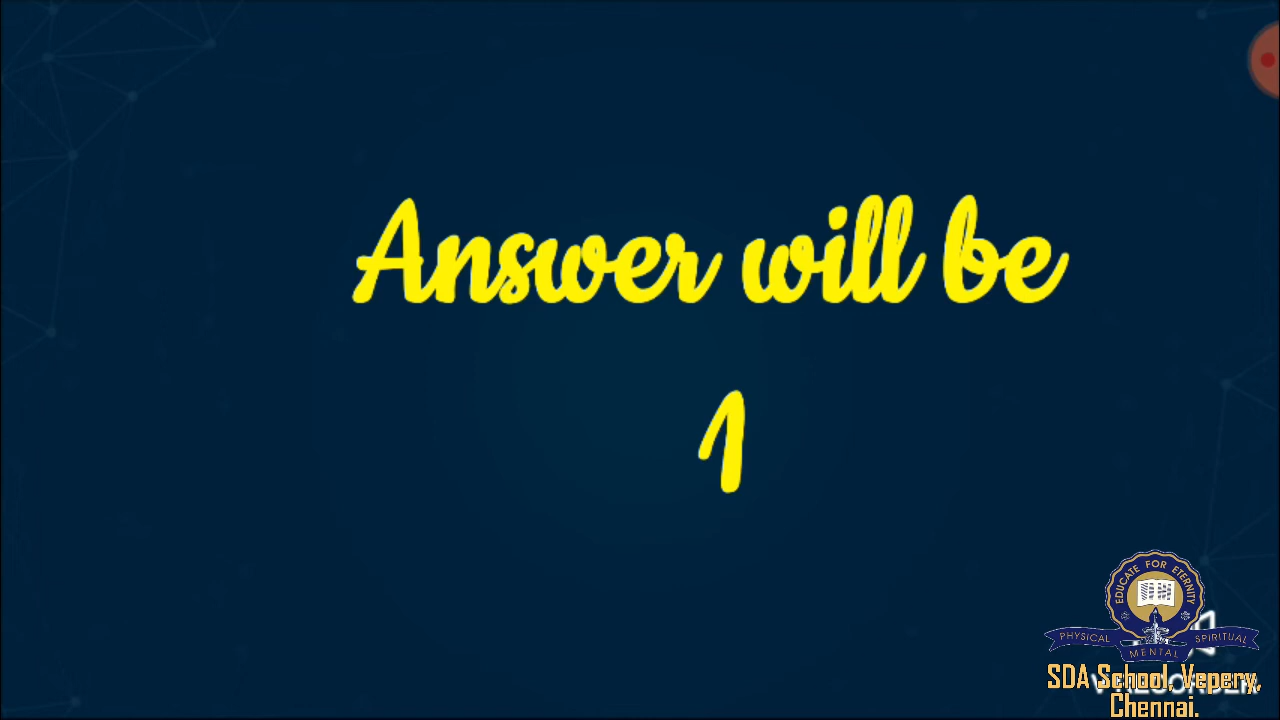 Answer will be
1
EDUCATE FOR ETERNITY
PHYSICAL MENTAL SPIRITUAL
SDA School, Vepery,
Chennai.